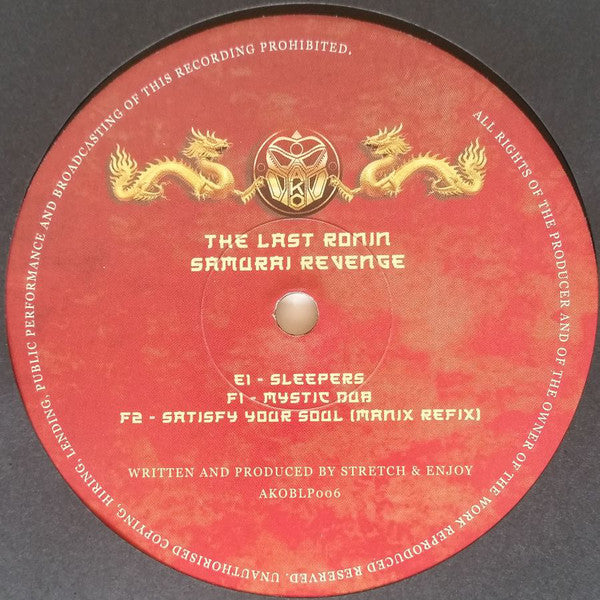 ALL RIGHTS OF THE PRODUCER AND OF THE OWNER OF THE WORK REPRODUCED RESERVED. UNAUTHORISED COPYING, HIRING, LENDING, PUBLIC PERFORMANCE AND BROADCASTING OF THIS RECORDING PROHIBITED,
AKO
THE LAST RONIN
SAMURAI REVENGE
E1 - SLEEPERS
F1 - MYSTIC DUB
F2 - SATISFY YOUR SOUL (MANIX REFIX)
WRITTEN AND PRODUCED BY STRETCH & ENJOY
AKOBLP006